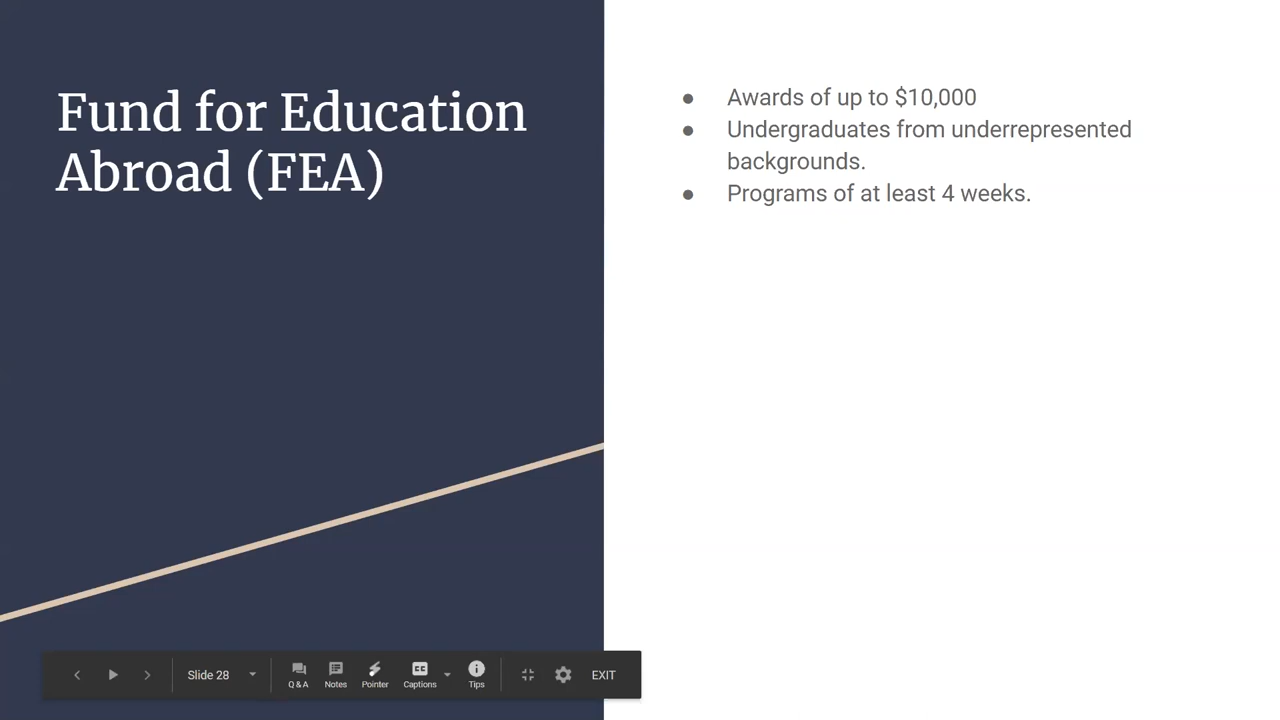 Fund for Education
Abroad (FEA)
● Awards of up to $10,000
● Undergraduates from underrepresented
backgrounds.
● Programs of at least 4 weeks.
Slide 28
Q & A
Notes
Pointer
CC
Captions
Tips
EXIT